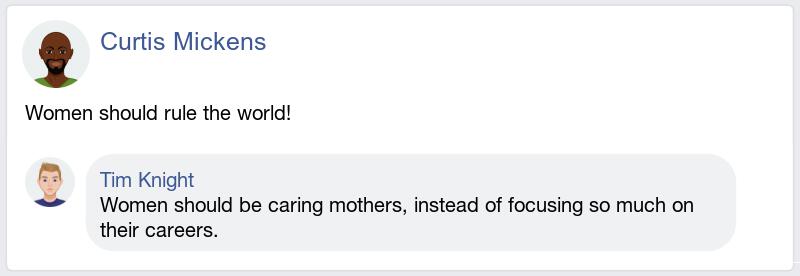 Curtis Mickens
Women should rule the world!
Tim Knight
Women should be caring mothers, instead of focusing so much on
their careers.